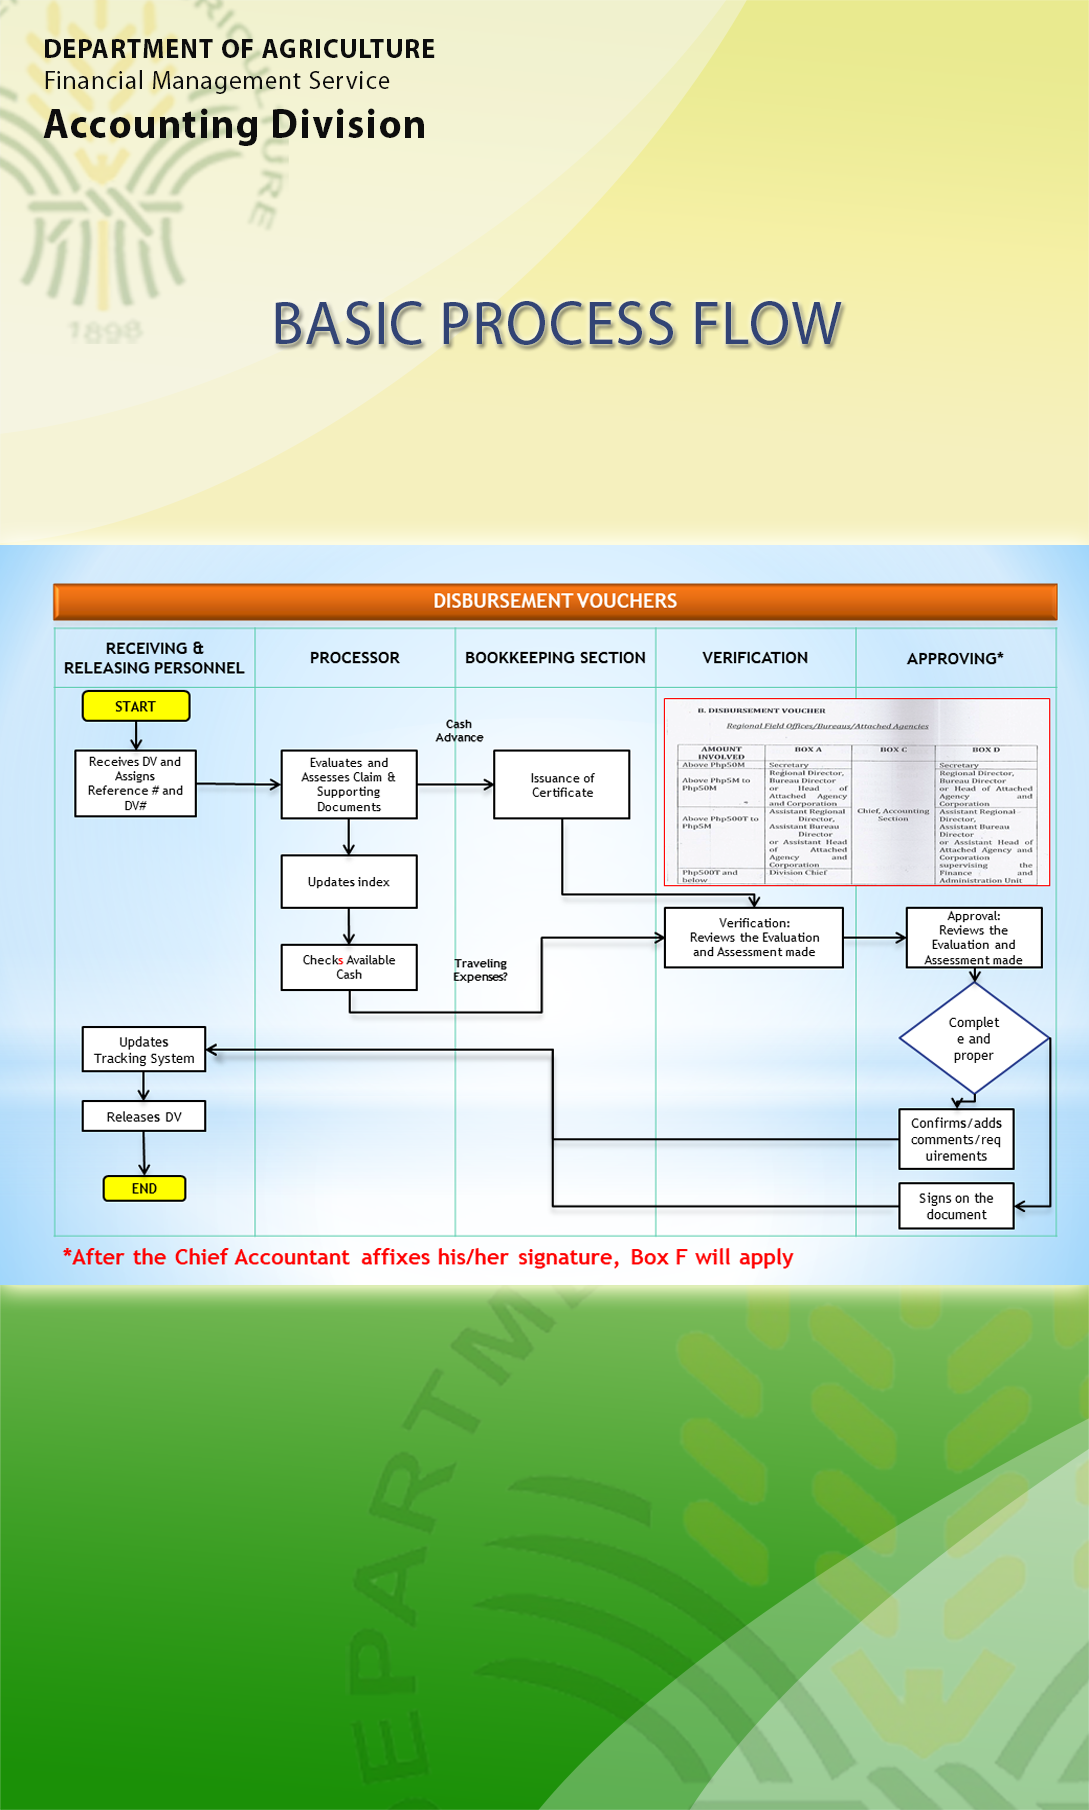 DEPARTMENT OF AGRICULTURE
Financial Management Service
Accounting Division
1898
BASIC PROCESS FLOW
DISBURSEMENT VOUCHERS
RECEIVING &
RELEASING PERSONNEL
PROCESSOR
BOOKKEEPING SECTION
VERIFICATION
APPROVING*
START
Receives DV and
Assigns
Reference # and
DV#
Evaluates and
Assesses Claim &
Supporting
Documents
Cash
Advance
Issuance of
Certificate
Updates index
Checks Available
Cash
Traveling
Expenses?
B. DISBURSEMENT VOUCHER
Regional Field Offices/Bureaus/Attached Agencies
AMOUNT
INVOLVED
BOX A
BOX C
BOX D
Above Php50M
Secretary
Secretary
Above Php5M to
Php50M
Regional Director,
Bureau Director
or Head of
Attached Agency
and Corporation
Regional Director,
Bureau Director
or Head of Attached
Agency and
Corporation
Above Php500T to
Php5M
Assistant Regional
Director,
Assistant Bureau
Director
or Assistant Head
of Attached
Agency and
Corporation
Chief, Accounting
Section
Assistant Regional
Director,
Assistant Bureau
Director
or Assistant Head of
Attached Agency and
Corporation
supervising the
Finance and
Administration Unit
Php500T and
below
Division Chief
Verification:
Reviews the Evaluation
and Assessment made
Approval:
Reviews the
Evaluation and
Assessment made
Complet
e and
proper
Confirms/adds
comments/req
uirements
Signs on the
document
Updates
Tracking System
Releases DV
END
*After the Chief Accountant affixes his/her signature, Box F will apply